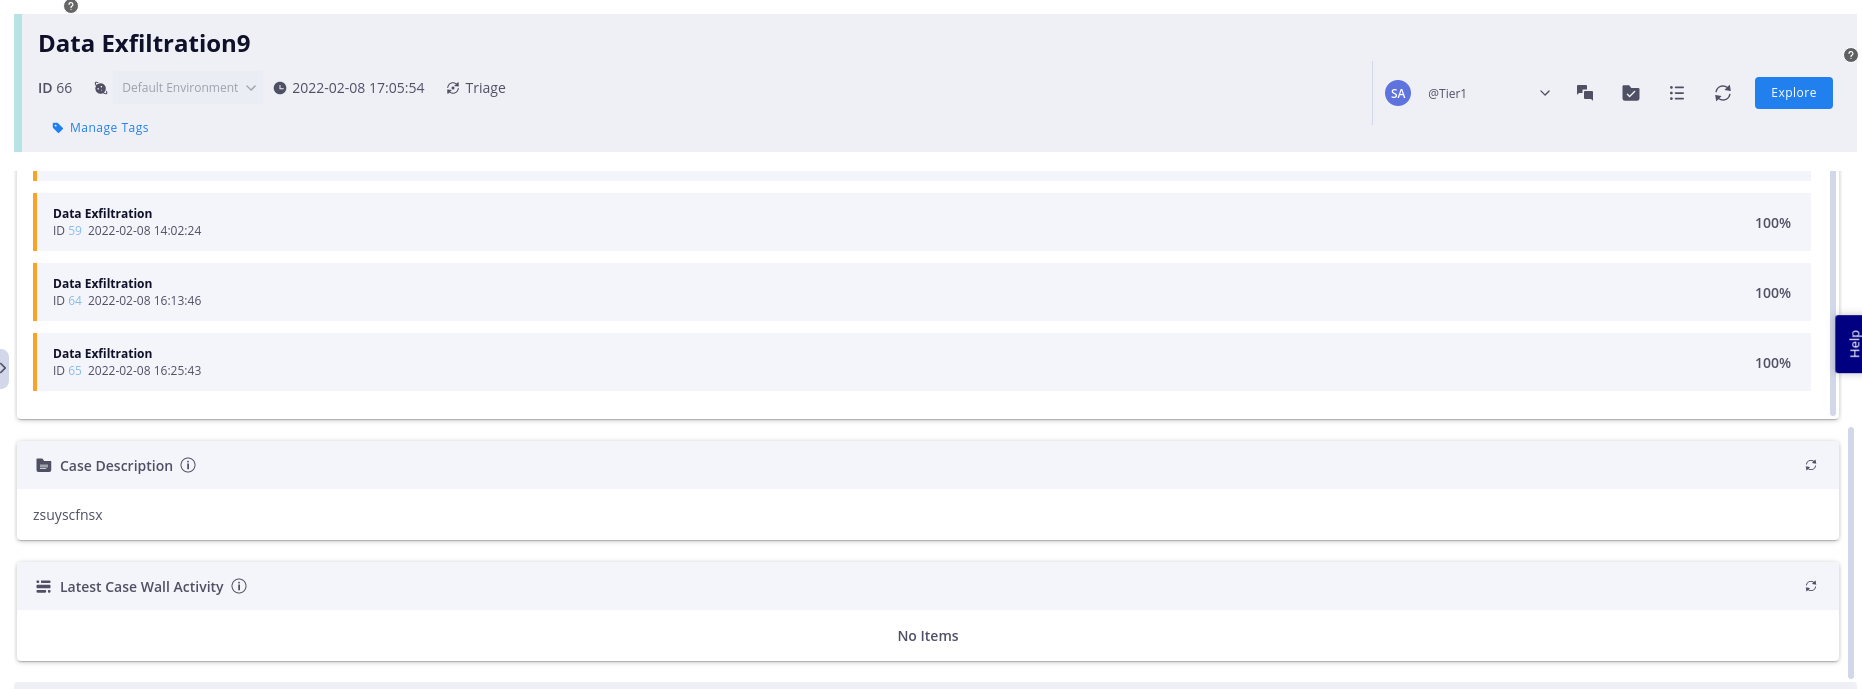 Data Exfiltration9
ID 66 Default Environment 2022-02-08 17:05:54 Triage
SA @Tier1 Explore
Manage Tags
Data Exfiltration
ID 59 2022-02-08 14:02:24
100%
Data Exfiltration
ID 64 2022-02-08 16:13:46
100%
Data Exfiltration
ID 65 2022-02-08 16:25:43
100%
Help
Case Description
zsuyscfnsx
Latest Case Wall Activity
No Items